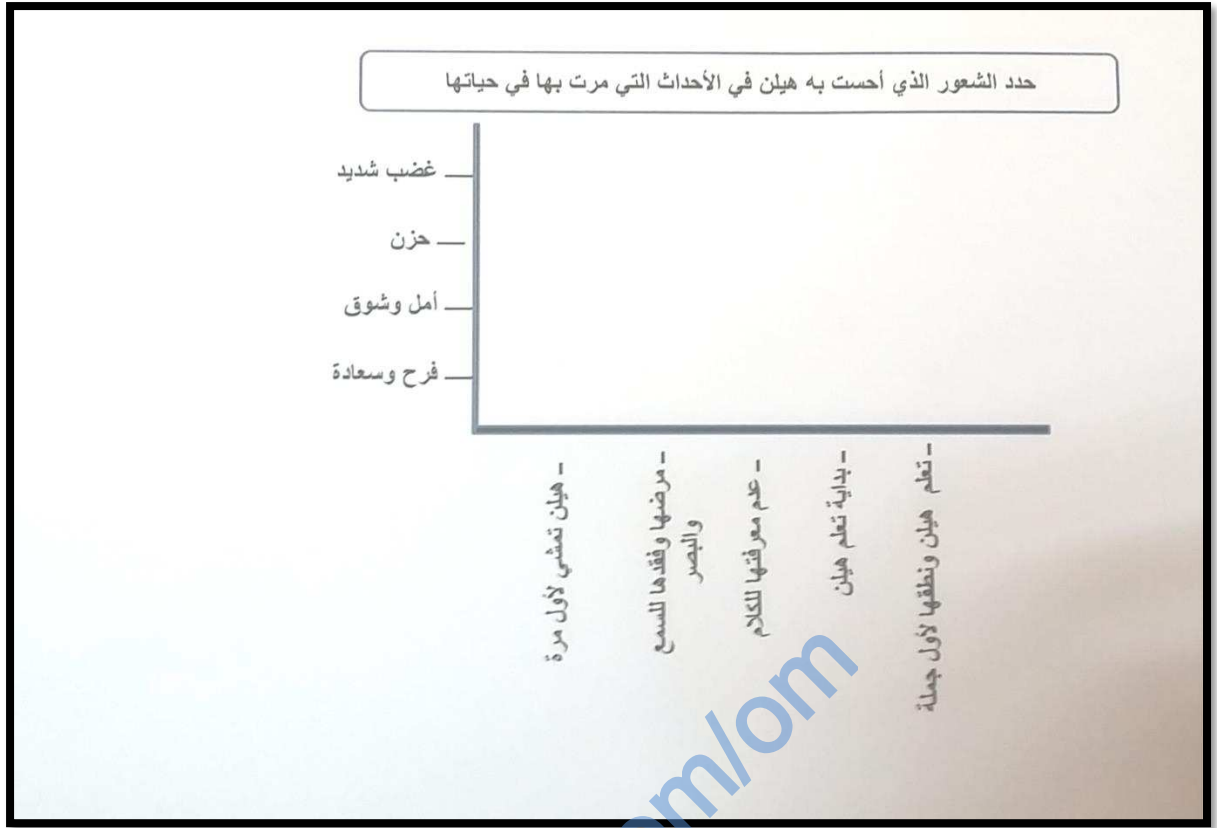 حدد الشعور الذي أحست به هيلن في الأحداث التي مرت بها في حياتها
غضب شديد
حزن
أمل وشوق
فرح وسعادة
- هيلن تمشي لأول مرة
- مرضها وفقدها للسمع
والبصر
- عدم معرفتها للكلام
- بداية تعلم هيلن
- تعلم هيلن ونطقها لأول جملة
m/om